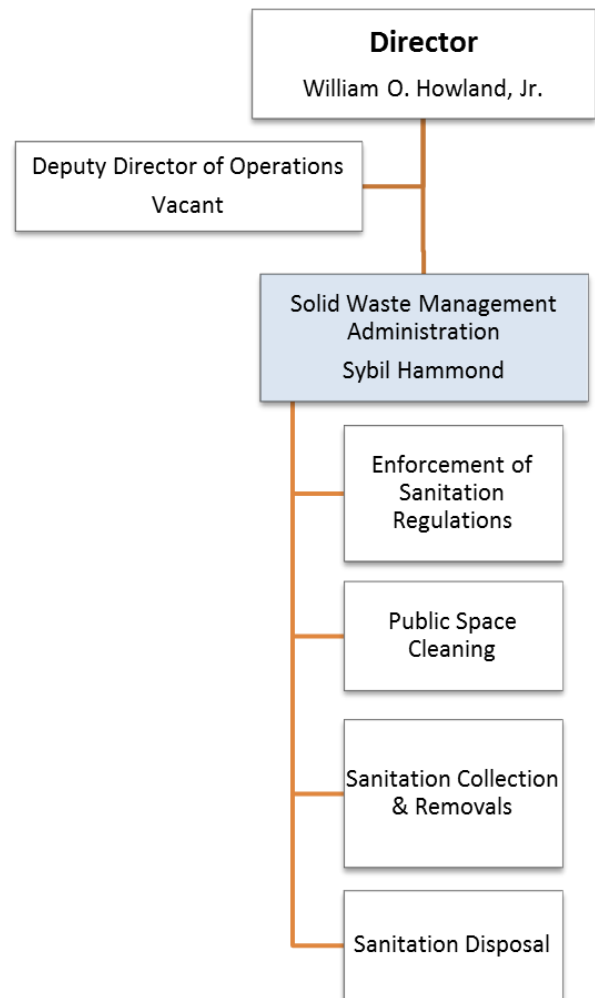 Director
William O. Howland, Jr.
Deputy Director of Operations
Vacant
Solid Waste Management
Administration
Sybil Hammond
Enforcement of
Sanitation
Regulations
Public Space
Cleaning
Sanitation Collection
& Removals
Sanitation Disposal